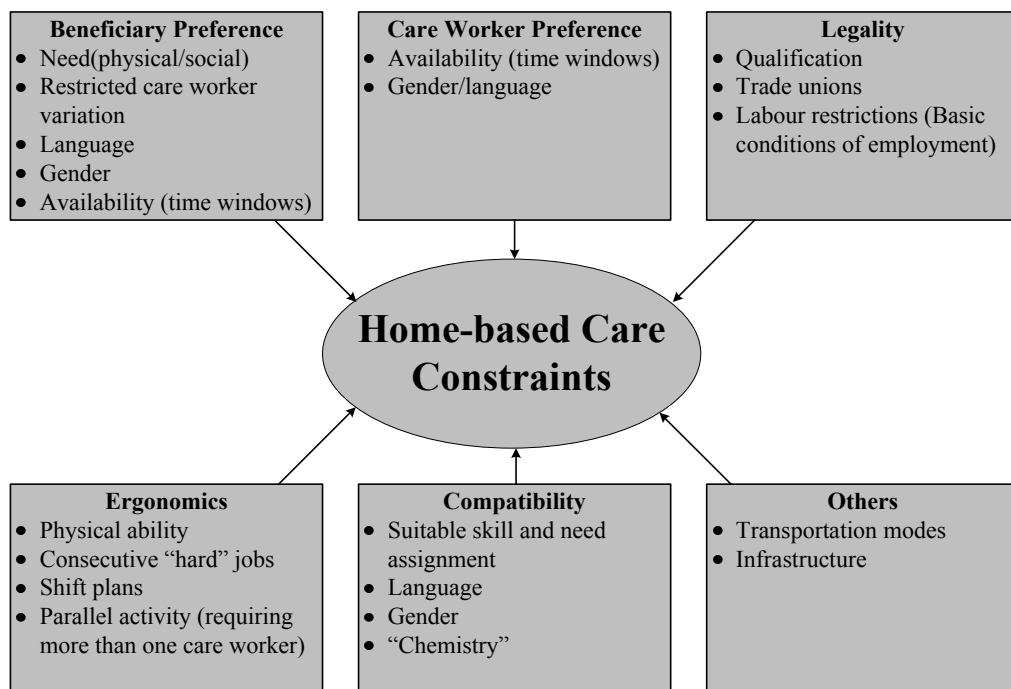 Beneficiary Preference
• Need(physical/social)
• Restricted care worker
variation
• Language
• Gender
• Availability (time windows)
Care Worker Preference
• Availability (time windows)
• Gender/language
Legality
• Qualification
• Trade unions
• Labour restrictions (Basic
conditions of employment)
Home-based Care
Constraints
Ergonomics
• Physical ability
• Consecutive “hard” jobs
• Shift plans
• Parallel activity (requiring
more than one care worker)
Compatibility
• Suitable skill and need
assignment
• Language
• Gender
• “Chemistry”
Others
• Transportation modes
• Infrastructure